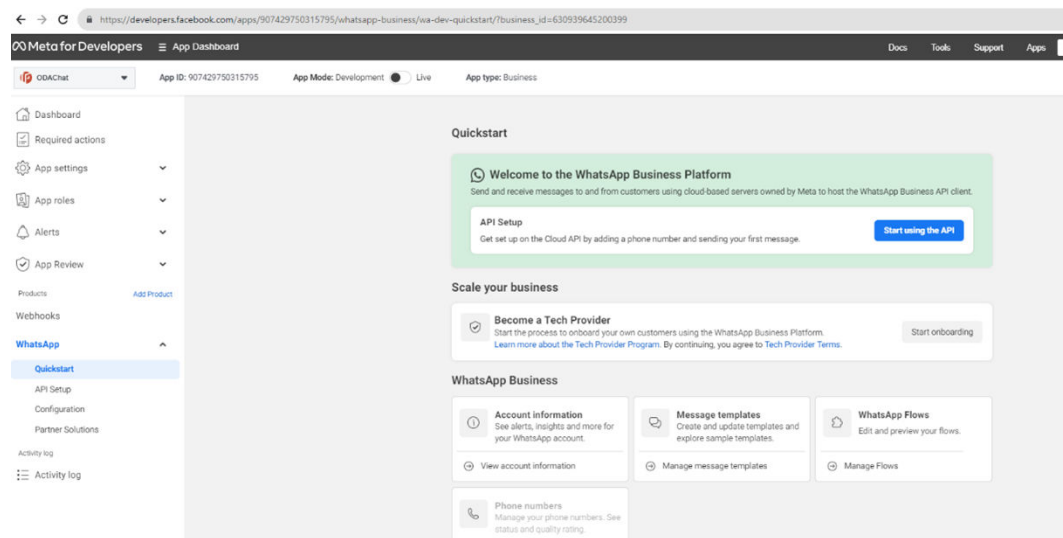 https://developers.facebook.com/apps/907429750315795/whatsapp-business/wa-dev-quickstart/?business_id=630939645200399
Meta for Developers
App Dashboard
Docs
Tools
Support
Apps
ODAChat
App ID: 907429750315795
App Mode: Development
Live
App type: Business
Dashboard
Required actions
App settings
App roles
Alerts
App Review
Products
Add Product
Webhooks
WhatsApp
Quickstart
API Setup
Configuration
Partner Solutions
Activity log
Activity log
Quickstart
Welcome to the WhatsApp Business Platform
Send and receive messages to and from customers using cloud-based servers owned by Meta to host the WhatsApp Business API client.
API Setup
Get set up on the Cloud API by adding a phone number and sending your first message.
Start using the API
Scale your business
Become a Tech Provider
Start the process to onboard your own customers using the WhatsApp Business Platform.
Learn more about the Tech Provider Program. By continuing, you agree to Tech Provider Terms.
Start onboarding
WhatsApp Business
Account information
See alerts, insights and more for
your WhatsApp account.
View account information
Message templates
Create and update templates and
explore sample templates.
Manage message templates
WhatsApp Flows
Edit and preview your flows.
Manage Flows
Phone numbers
Manage your phone numbers. See
status and quality rating.